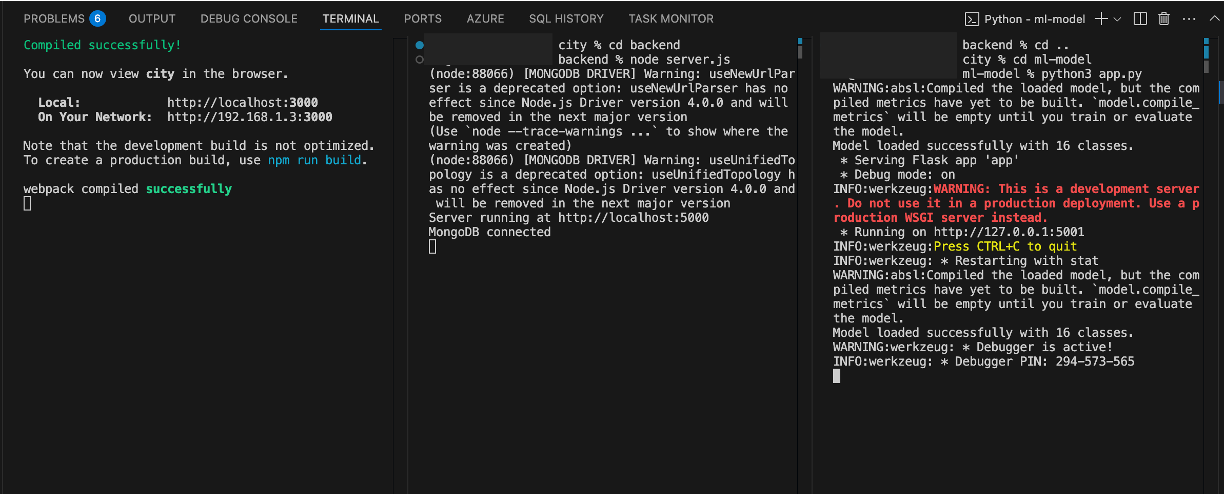 PROBLEMS 6 OUTPUT DEBUG CONSOLE TERMINAL PORTS AZURE SQL HISTORY TASK MONITOR Python - ml-model
Compiled successfully!
You can now view city in the browser.
Local: http://localhost:3000
On Your Network: http://192.168.1.3:3000
Note that the development build is not optimized.
To create a production build, use npm run build.
webpack compiled successfully
city % cd backend
backend % node server.js
(node:88066) [MONGODB DRIVER] Warning: useNewUrlPar
ser is a deprecated option: useNewUrlParser has no
effect since Node.js Driver version 4.0.0 and will
be removed in the next major version
(Use `node --trace-warnings ...` to show where the
warning was created)
(node:88066) [MONGODB DRIVER] Warning: useUnifiedTo
pology is a deprecated option: useUnifiedTopology h
as no effect since Node.js Driver version 4.0.0 and
will be removed in the next major version
Server running at http://localhost:5000
MongoDB connected
backend % cd ..
city % cd ml-model
ml-model % python3 app.py
WARNING:absl:Compiled the loaded model, but the com
piled metrics have yet to be built. `model.compile_
metrics` will be empty until you train or evaluate
the model.
Model loaded successfully with 16 classes.
* Serving Flask app 'app'
* Debug mode: on
INFO:werkzeug:WARNING: This is a development server
. Do not use it in a production deployment. Use a p
roduction WSGI server instead.
* Running on http://127.0.0.1:5001
INFO:werkzeug:Press CTRL+C to quit
INFO:werkzeug: * Restarting with stat
WARNING:absl:Compiled the loaded model, but the com
piled metrics have yet to be built. `model.compile_
metrics` will be empty until you train or evaluate
the model.
Model loaded successfully with 16 classes.
WARNING:werkzeug: * Debugger is active!
INFO:werkzeug: * Debugger PIN: 294-573-565